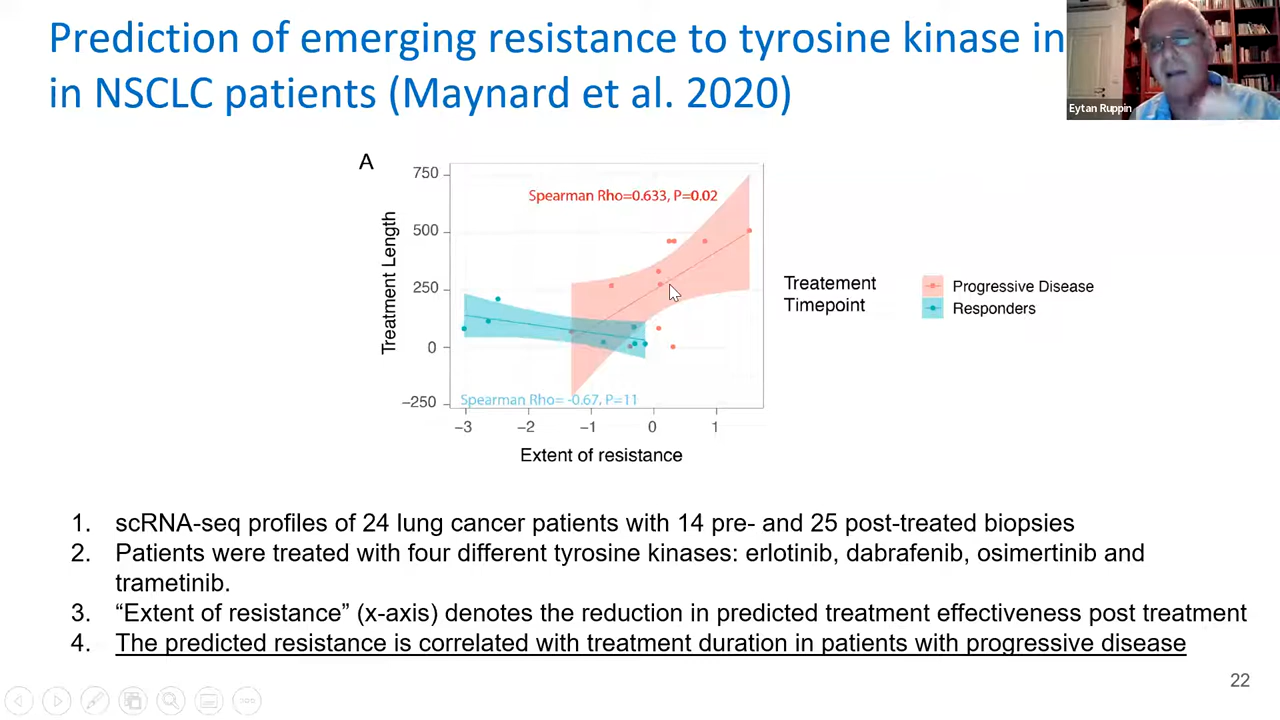 Prediction of emerging resistance to tyrosine kinase in
in NSCLC patients (Maynard et al. 2020)
Eytan Ruppin
A
750
500
250
0
−250
Treatment Length
Spearman Rho=0.633, P=0.02
Spearman Rho= -0.67, P=11
−3
−2
−1
0
1
Extent of resistance
Treatement
Timepoint
Progressive Disease
Responders
1. scRNA-seq profiles of 24 lung cancer patients with 14 pre- and 25 post-treated biopsies
2. Patients were treated with four different tyrosine kinases: erlotinib, dabrafenib, osimertinib and
trametinib.
3. “Extent of resistance” (x-axis) denotes the reduction in predicted treatment effectiveness post treatment
4. The predicted resistance is correlated with treatment duration in patients with progressive disease
22